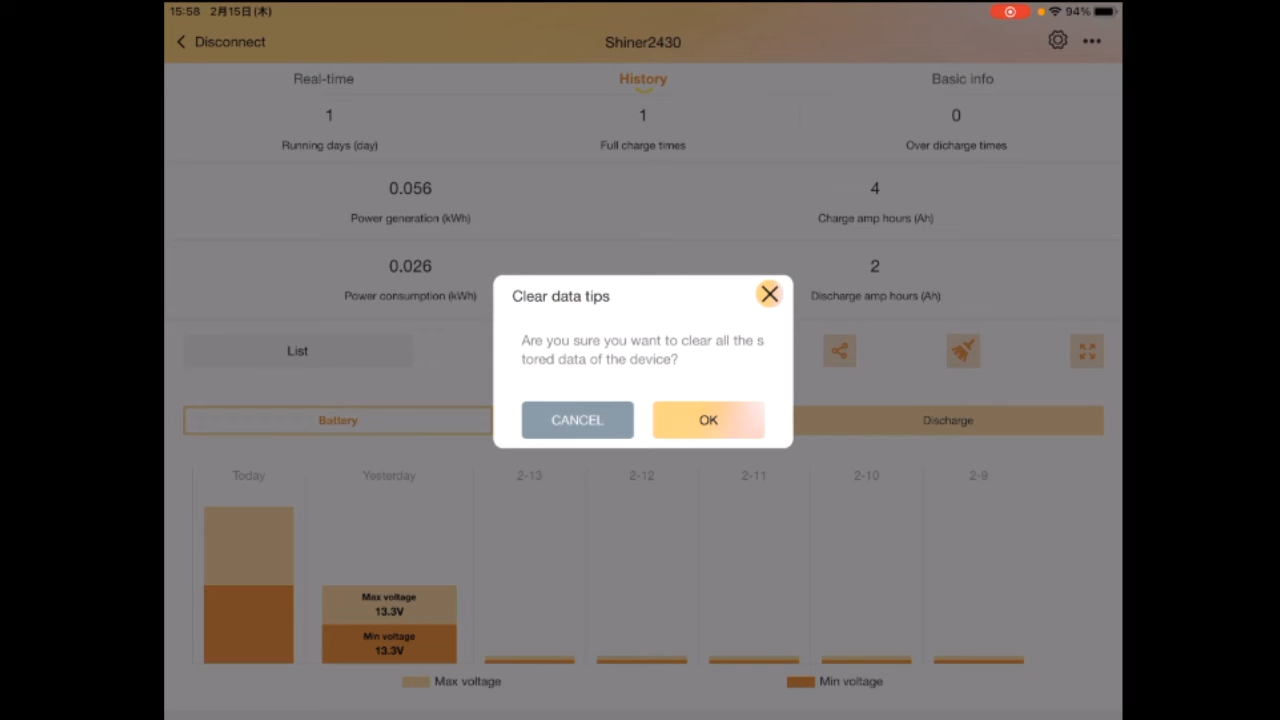 15:58 2月15日(木)
94%
Disconnect
Shiner2430
Real-time
History
Basic info
1
1
0
Running days (day)
Full charge times
Over dicharge times
0.056
4
Power generation (kWh)
Charge amp hours (Ah)
0.026
2
Power consumption (kWh)
Discharge amp hours (Ah)
Clear data tips
Are you sure you want to clear all the s
tored data of the device?
CANCEL
OK
List
Battery
Discharge
Today
Yesterday
2-13
2-12
2-11
2-10
2-9
Max voltage
13.3V
Min voltage
13.3V
Max voltage
Min voltage